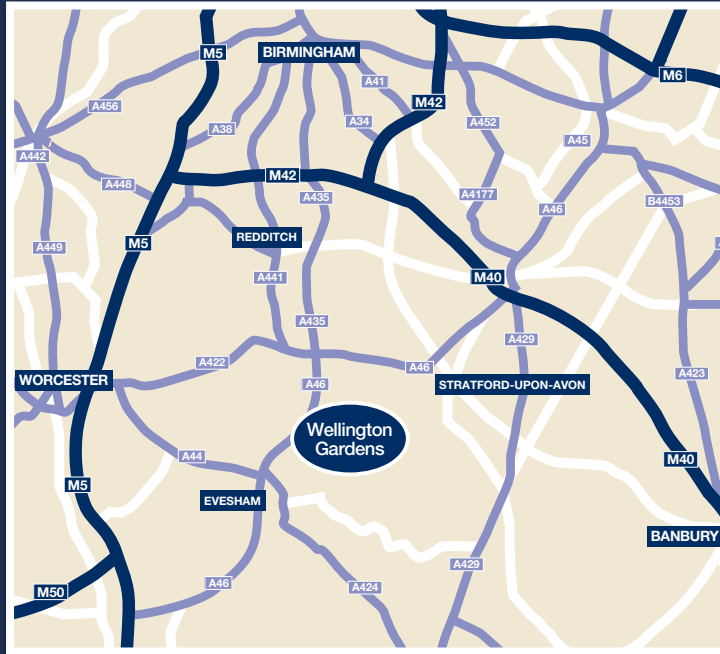 M5
BIRMINGHAM
M6
A41
M42
A456
A38
A34
A452
A45
A442
A448
M42
A435
A4177
A46
B4453
M5
REDDITCH
A449
A441
M40
A435
A429
A422
A46
A423
WORCESTER
A46
STRATFORD-UPON-AVON
Wellington
Gardens
A44
M40
M5
EVESHAM
BANBURY
A429
A46
A424
M50